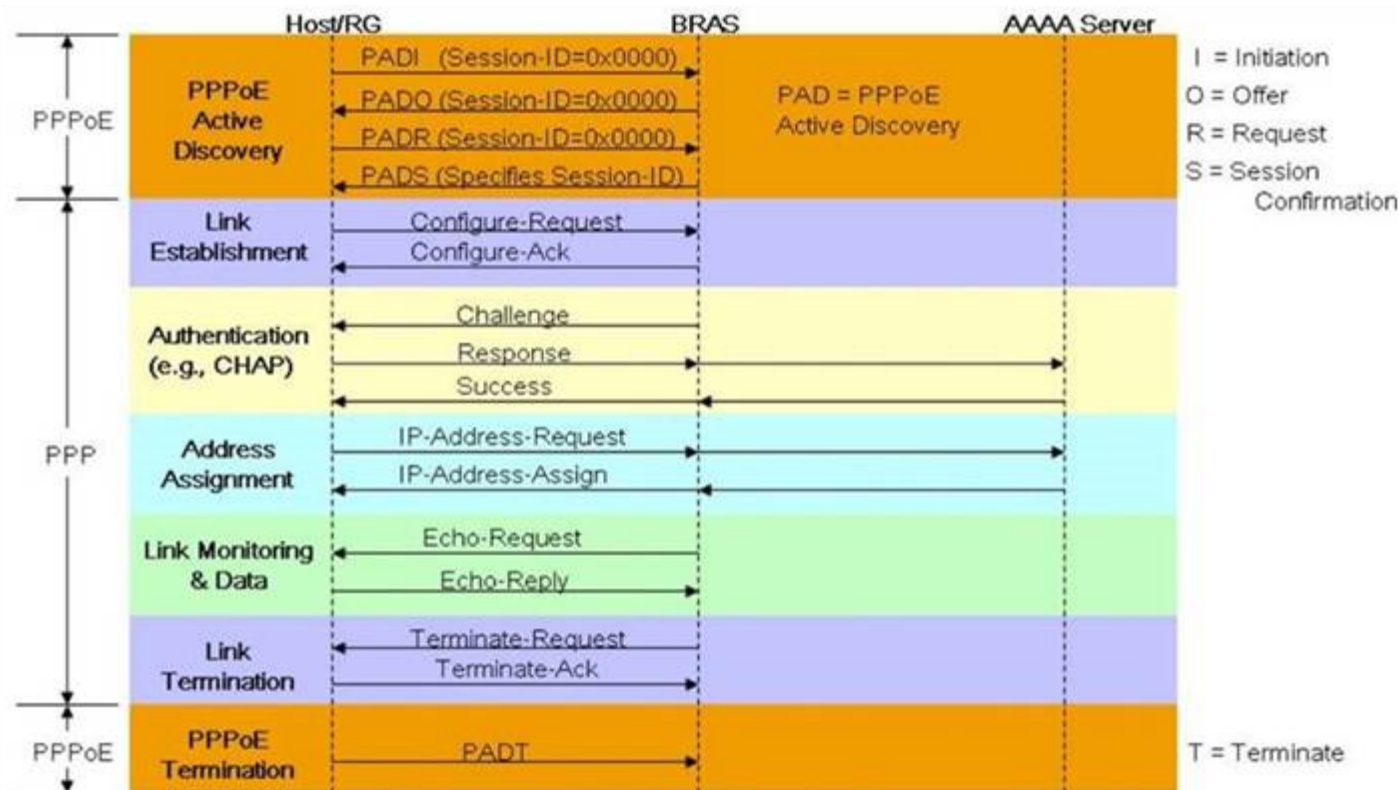 Host/RG BRAS AAAA Server
PPPoE
PPPoE
Active
Discovery
PADI (Session-ID=0x0000)
PADO (Session-ID=0x0000)
PADR (Session-ID=0x0000)
PADS (Specifies Session-ID)
PAD = PPPoE
Active Discovery
I = Initiation
O = Offer
R = Request
S = Session
Confirmation
PPP
Link
Establishment
Configure-Request
Configure-Ack
Authentication
(e.g., CHAP)
Challenge
Response
Success
Address
Assignment
IP-Address-Request
IP-Address-Assign
Link Monitoring
& Data
Echo-Request
Echo-Reply
Link
Termination
Terminate-Request
Terminate-Ack
PPPoE
PPPoE
Termination
PADT
T = Terminate